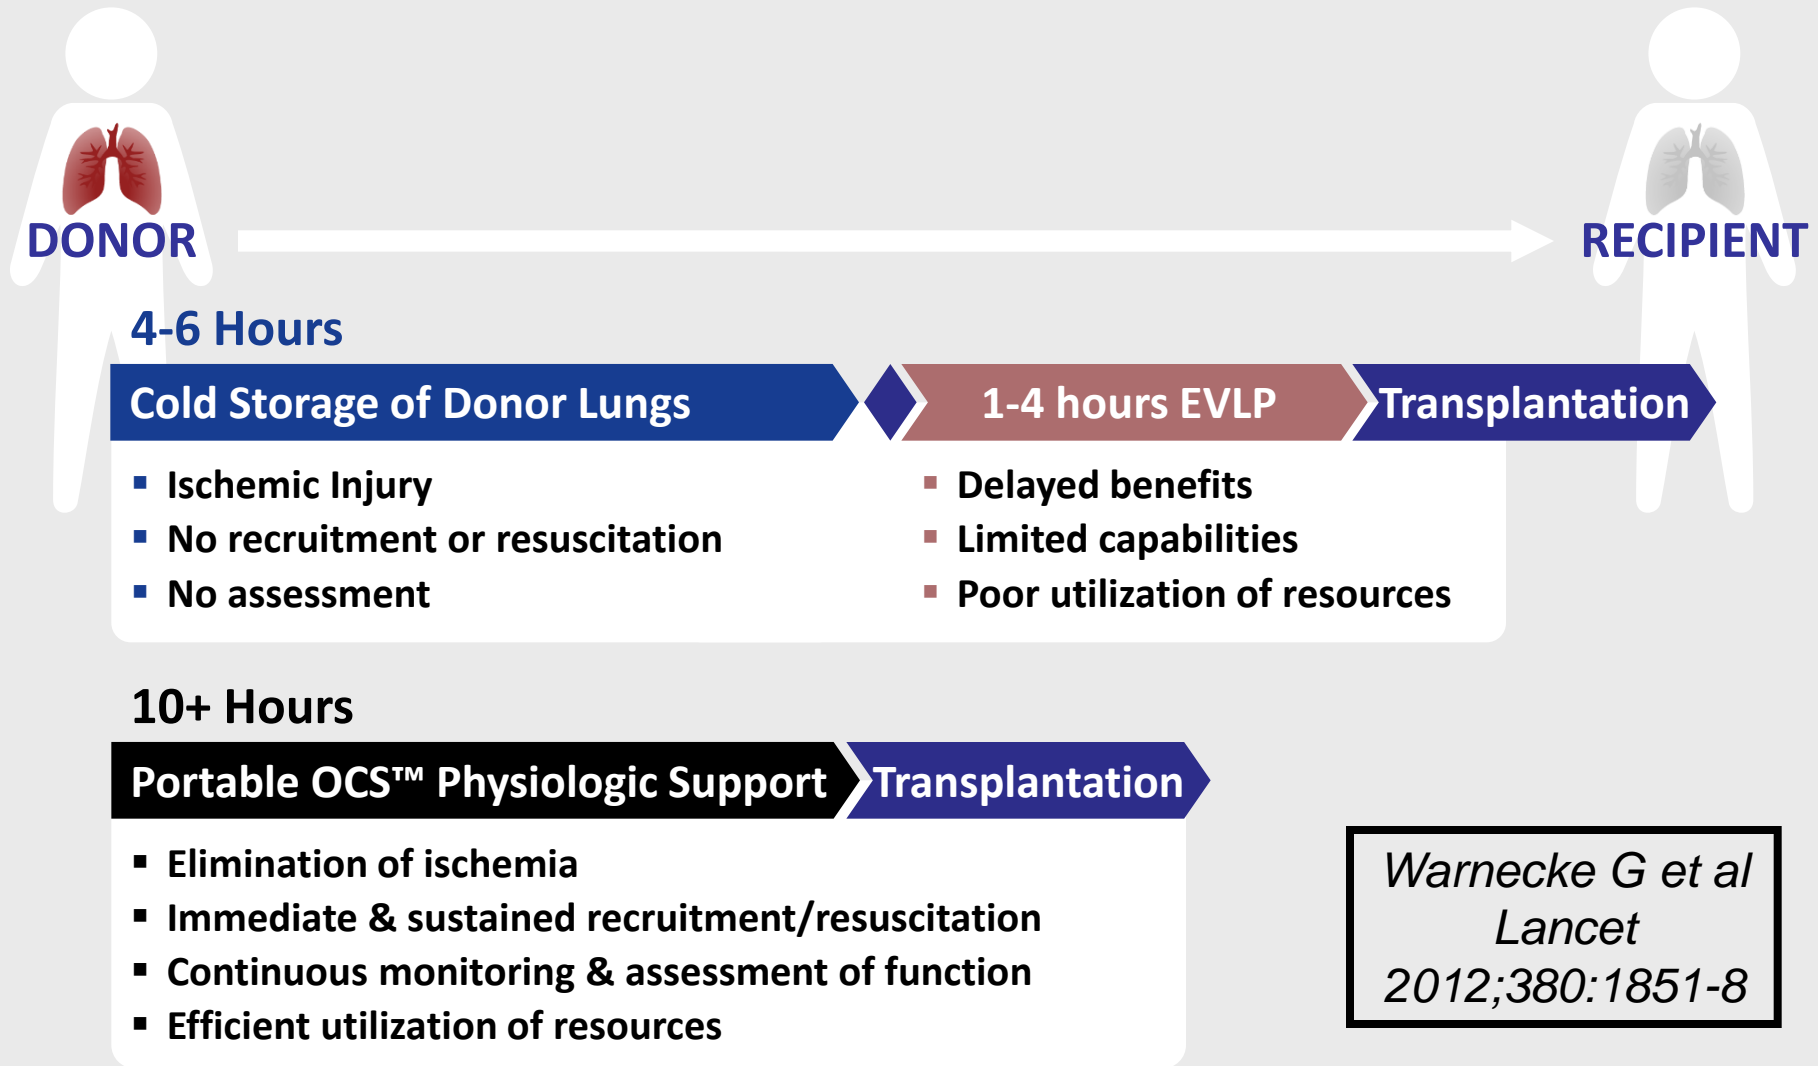 DONOR
RECIPIENT
4-6 Hours
Cold Storage of Donor Lungs
1-4 hours EVLP
Transplantation
▪ Ischemic Injury
▪ No recruitment or resuscitation
▪ No assessment
▪ Delayed benefits
▪ Limited capabilities
▪ Poor utilization of resources
10+ Hours
Portable OCS™ Physiologic Support
Transplantation
▪ Elimination of ischemia
▪ Immediate & sustained recruitment/resuscitation
▪ Continuous monitoring & assessment of function
▪ Efficient utilization of resources
Warnecke G et al
Lancet
2012;380:1851-8